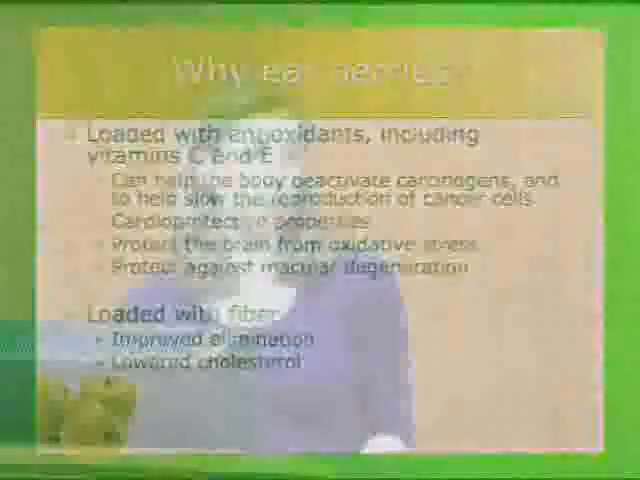 Why eat berries?
Loaded with antioxidants, including
vitamins C and E
Can help the body deactivate carcinogens, and
to help slow the reproduction of cancer cells
Cardioprotective properties
Protect the brain from oxidative stress
Protect against macular degeneration
Loaded with fiber
Improved elimination
Lowered cholesterol